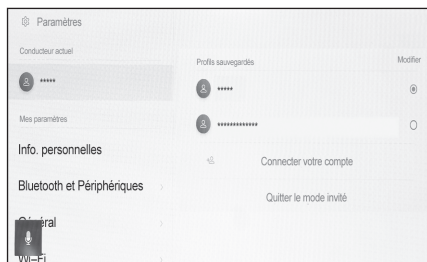 Paramètres
Conducteur actuel
*****
Mes paramètres
Info. personnelles
Bluetooth et Périphériques
Général
Wi-Fi
Profils sauvegardés
Modifier
*****
*************
Connecter votre compte
Quitter le mode invité